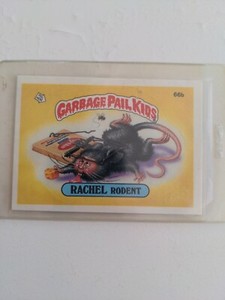 66b
GARBAGE PAIL KIDS
RACHEL RODENT